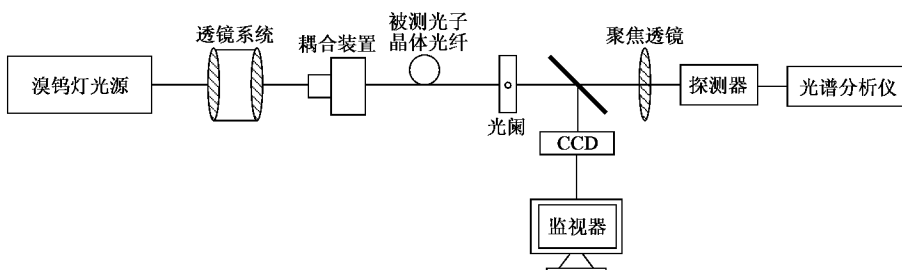 溴钨灯光源
透镜系统
耦合装置
被测光子
晶体光纤
光阑
CCD
监视器
聚焦透镜
探测器
光谱分析仪